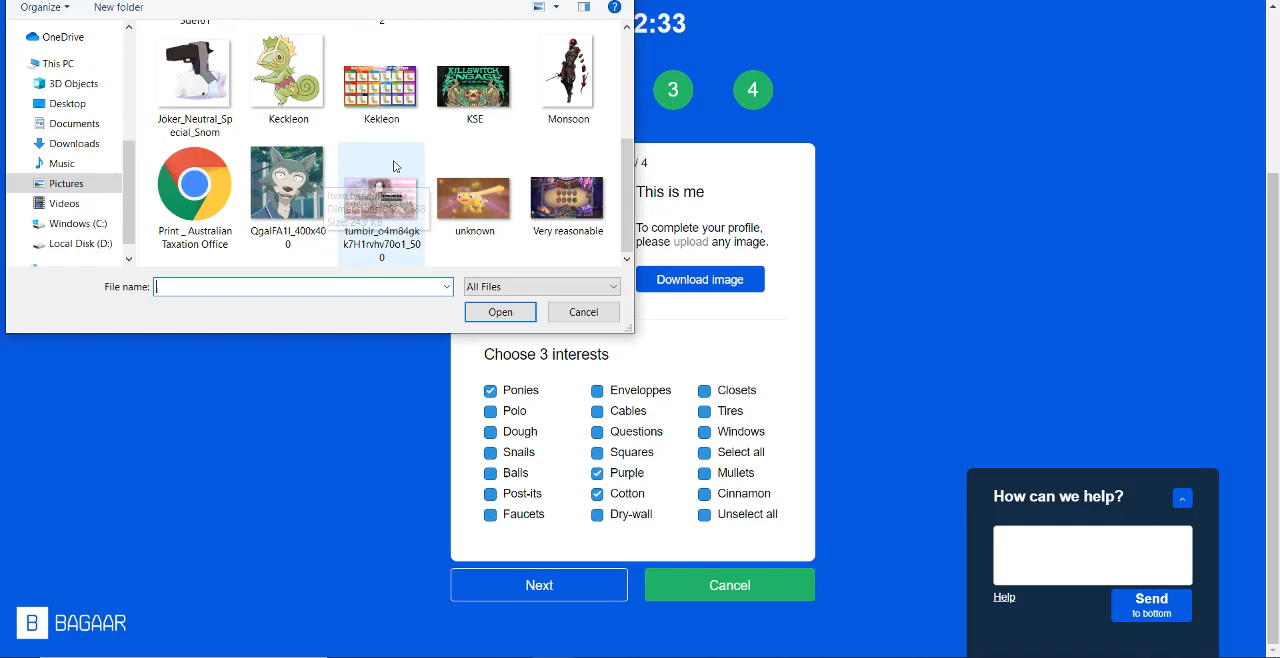 Organize
New folder
?
2:33
OneDrive
This PC
3D Objects
Desktop
Documents
Downloads
Music
Pictures
Videos
Windows (C:)
Local Disk (D:)
2
Joker_Neutral_Sp
ecial_Snom
Keckleon
Kekleon
KILLSWITCH
ENGAGE
KSE
Monsoon
Print _ Australian
Taxation Office
QgaIFA1I_400x40
0
tumblr_o4m84gk
k7H1rvhv70o1_50
0
unknown
Very reasonable
File name:
All Files
Open
Cancel
3
4
/ 4
This is me
To complete your profile,
please upload any image.
Download image
Choose 3 interests
Ponies
Enveloppes
Closets
Polo
Cables
Tires
Dough
Questions
Windows
Snails
Squares
Select all
Balls
Purple
Mullets
Post-its
Cotton
Cinnamon
Faucets
Dry-wall
Unselect all
Next
Cancel
How can we help?
Help
Send
to bottom
B BAGAAR